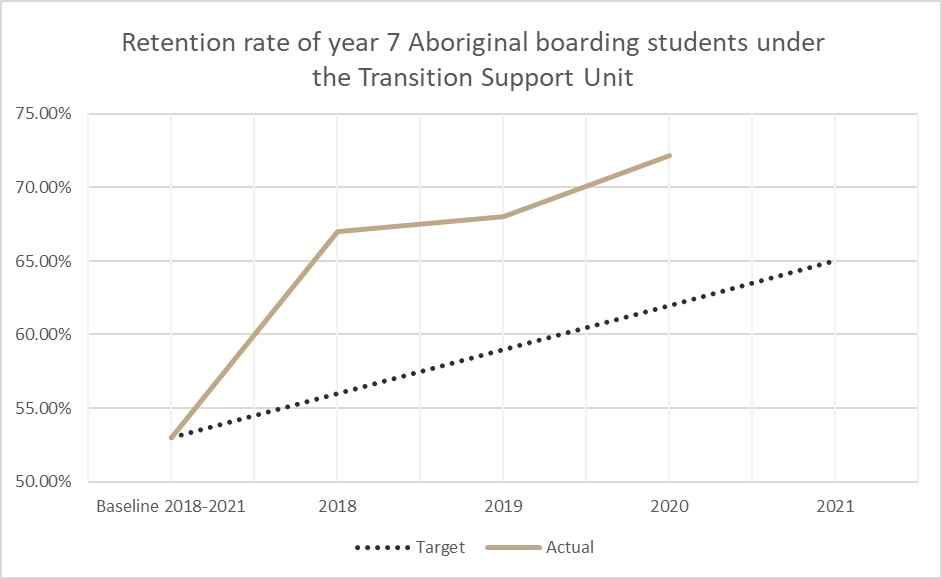 Retention rate of year 7 Aboriginal boarding students under
the Transition Support Unit
75.00%
70.00%
65.00%
60.00%
55.00%
50.00%
Baseline 2018-2021 2018 2019 2020 2021
Target Actual